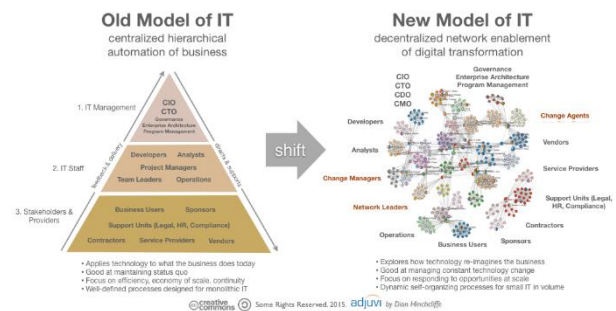 Old Model of IT
centralized hierarchical
automation of business
1. IT Management
CIO
CTO
Governance
Enterprise Architecture
Program Management
feedback & delivery
directs & supports
2. IT Staff
Developers Analysts
Project Managers
Team Leaders Operations
3. Stakeholders &
Providers
Business Users Sponsors
Support Units (Legal, HR, Compliance)
Contractors Service Providers Vendors
• Applies technology to what the business does today
• Good at maintaining status quo
• Focus on efficiency, economy of scale, continuity
• Well-defined processes designed for monolithic IT
shift
New Model of IT
decentralized network enablement
of digital transformation
CIO
CTO
CDO
CMO
Governance
Enterprise Architecture
Program Management
Developers
Change Agents
Analysts
Vendors
Change Managers
Service Providers
Network Leaders
Support Units (Legal,
HR, Compliance)
Operations
Contractors
Business Users
Sponsors
• Explores how technology re-imagines the business
• Good at managing constant technology change
• Focus on responding to opportunities at scale
• Dynamic self-organizing processes for small IT in volume
creative commons Some Rights Reserved, 2015. adjuvi by Dion Hinchcliffe